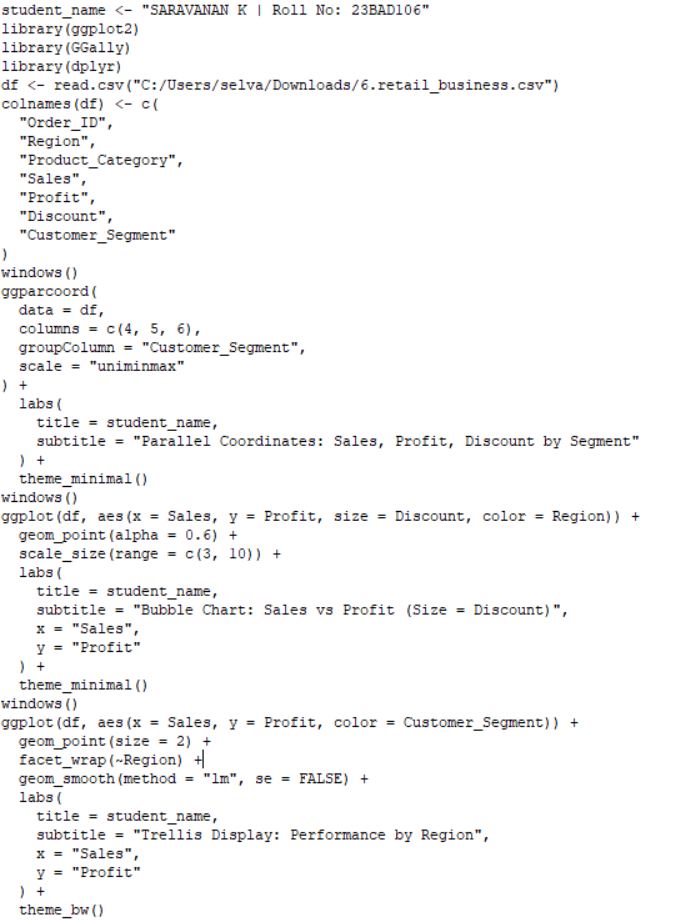 student_name <- "SARAVANAN K | Roll No: 23BAD106"
library(ggplot2)
library(GGally)
library(dplyr)
df <- read.csv("C:/Users/selva/Downloads/6.retail_business.csv")
colnames(df) <- c(
  "Order_ID",
  "Region",
  "Product_Category",
  "Sales",
  "Profit",
  "Discount",
  "Customer_Segment"
)
windows()
ggparcoord(
  data = df,
  columns = c(4, 5, 6),
  groupColumn = "Customer_Segment",
  scale = "uniminmax"
) +
  labs(
    title = student_name,
    subtitle = "Parallel Coordinates: Sales, Profit, Discount by Segment"
  ) +
  theme_minimal()
windows()
ggplot(df, aes(x = Sales, y = Profit, size = Discount, color = Region)) +
  geom_point(alpha = 0.6) +
  scale_size(range = c(3, 10)) +
  labs(
    title = student_name,
    subtitle = "Bubble Chart: Sales vs Profit (Size = Discount)",
    x = "Sales",
    y = "Profit"
  ) +
  theme_minimal()
windows()
ggplot(df, aes(x = Sales, y = Profit, color = Customer_Segment)) +
  geom_point(size = 2) +
  facet_wrap(~Region) +
  geom_smooth(method = "lm", se = FALSE) +
  labs(
    title = student_name,
    subtitle = "Trellis Display: Performance by Region",
    x = "Sales",
    y = "Profit"
  ) +
  theme_bw()